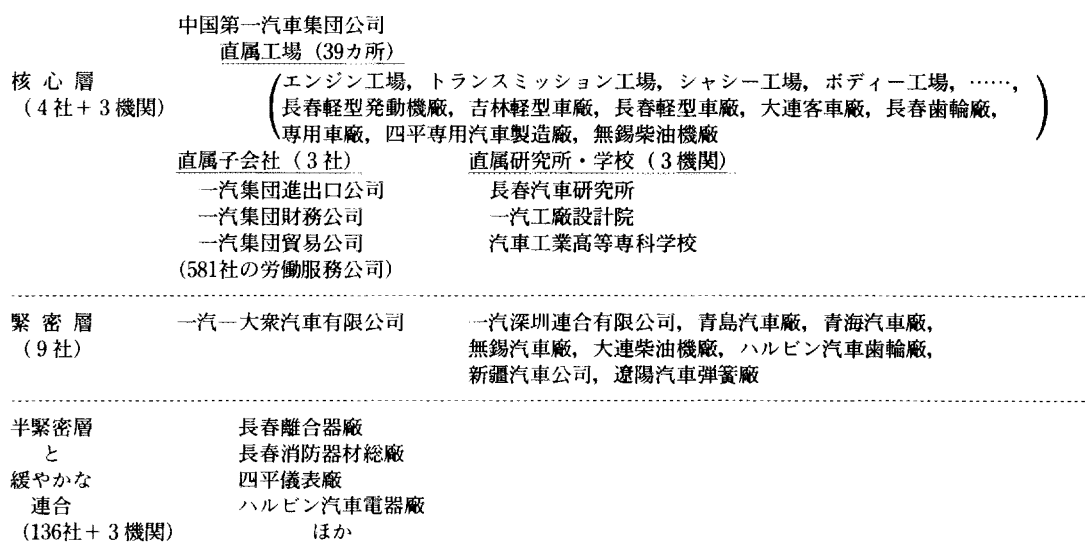 中国第一汽車集団公司
直属工場（39カ所）
核心層
（4社＋3機関）
（エンジン工場，トランスミッション工場，シャシー工場，ボディー工場，……，
長春軽型発動機廠，吉林軽型車廠，長春軽型車廠，大連客車廠，長春歯輪廠，
専用車廠，四平専用汽車製造廠，無錫柴油機廠）
直属子会社（3社） 直属研究所・学校（3機関）
一汽集団進出口公司 長春汽車研究所
一汽集団財務公司 一汽工廠設計院
一汽集団貿易公司 汽車工業高等専科学校
(581社の労働服務公司)
緊密層 一汽一大衆汽車有限公司 一汽深圳連合有限公司，青島汽車廠，青海汽車廠，
（9社） 無錫汽車廠，大連柴油機廠，ハルビン汽車歯輪廠，
新疆汽車公司，遼陽汽車弾簧廠
半緊密層 長春離合器廠
と 長春消防器材総廠
緩やかな 四平儀表廠
連合 ハルビン汽車電器廠
(136社＋3機関) ほか